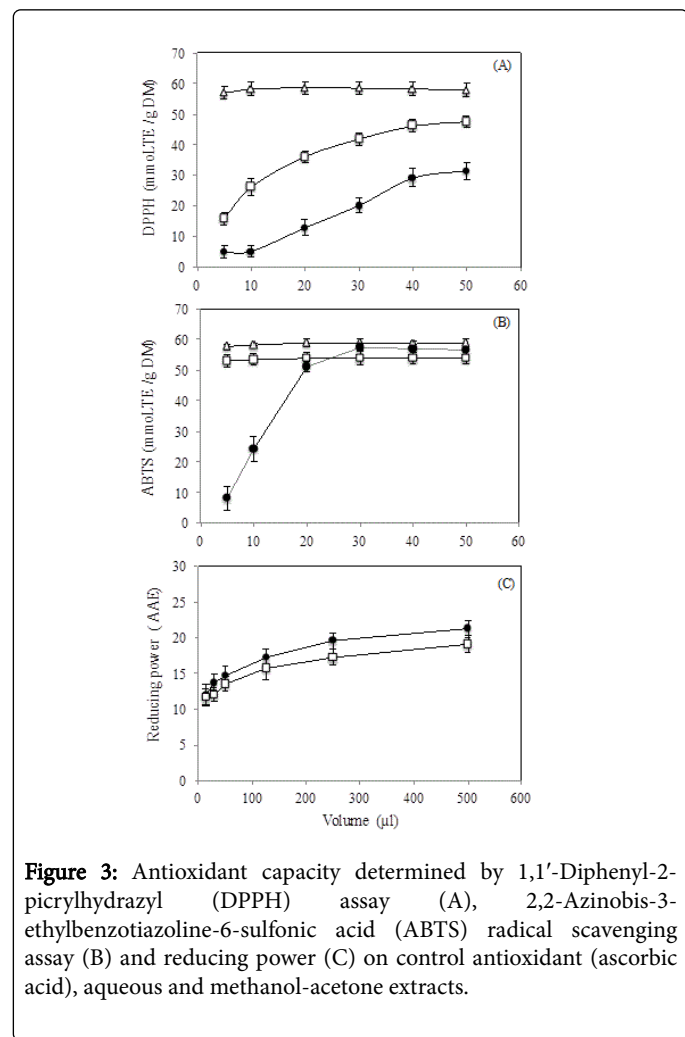 (A)
DPPH (mmolTE /g DM)
70
60
50
40
30
20
10
0
0 10 20 30 40 50 60
(B)
ABTS (mmolTE /g DM)
70
60
50
40
30
20
10
0
0 10 20 30 40 50 60
(C)
Reducing power ( AAE)
30
25
20
15
10
5
0
0 100 200 300 400 500 600
Volume (µl)
Figure 3: Antioxidant capacity determined by 1,1′-Diphenyl-2-
picrylhydrazyl (DPPH) assay (A), 2,2-Azinobis-3-
ethylbenzotiazoline-6-sulfonic acid (ABTS) radical scavenging
assay (B) and reducing power (C) on control antioxidant (ascorbic
acid), aqueous and methanol-acetone extracts.